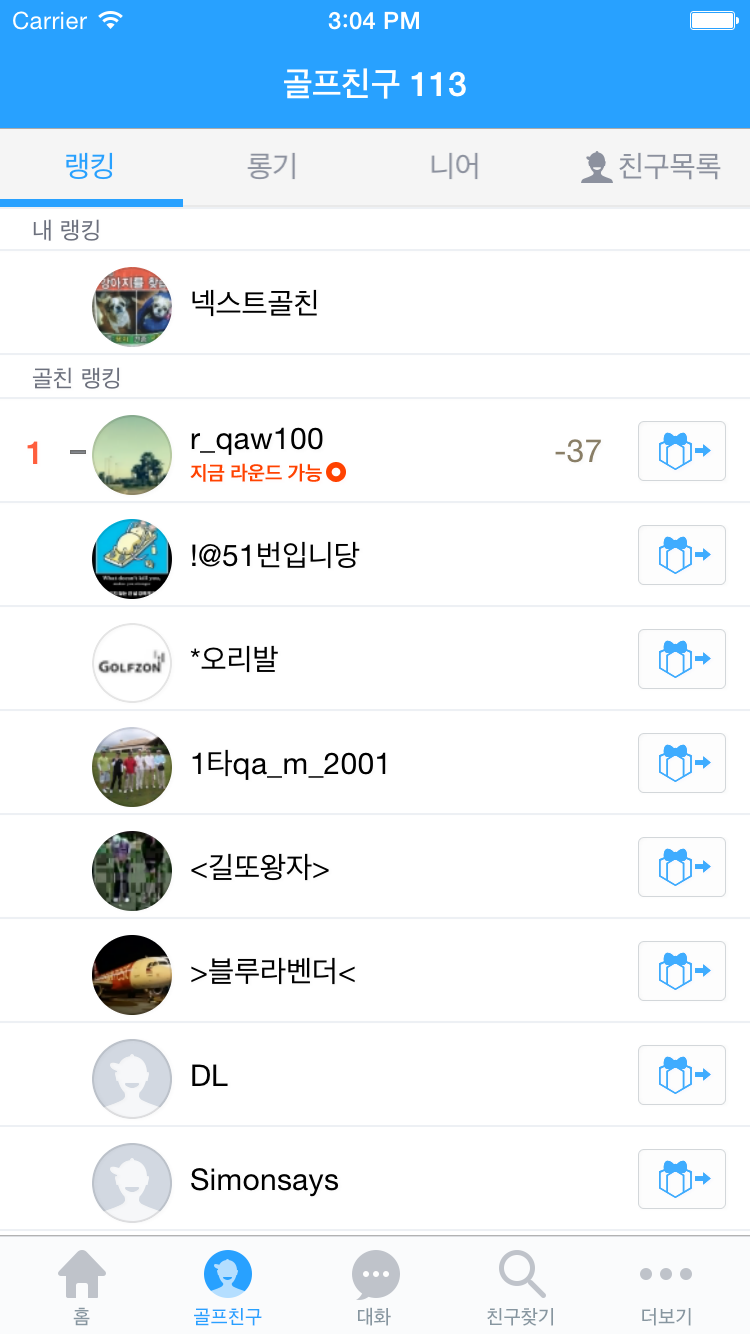 Carrier 3:04 PM
골프친구 113
랭킹 롱기 니어 친구목록
내 랭킹
넥스트골친
골친 랭킹
1 r_qaw100 -37
지금 라운드 가능
!@51번입니당
GOLFZON
*오리발
1타qa_m_2001
<길또왕자>
>블루라벤더<
DL
Simonsays
홈 골프친구 대화 친구찾기 더보기